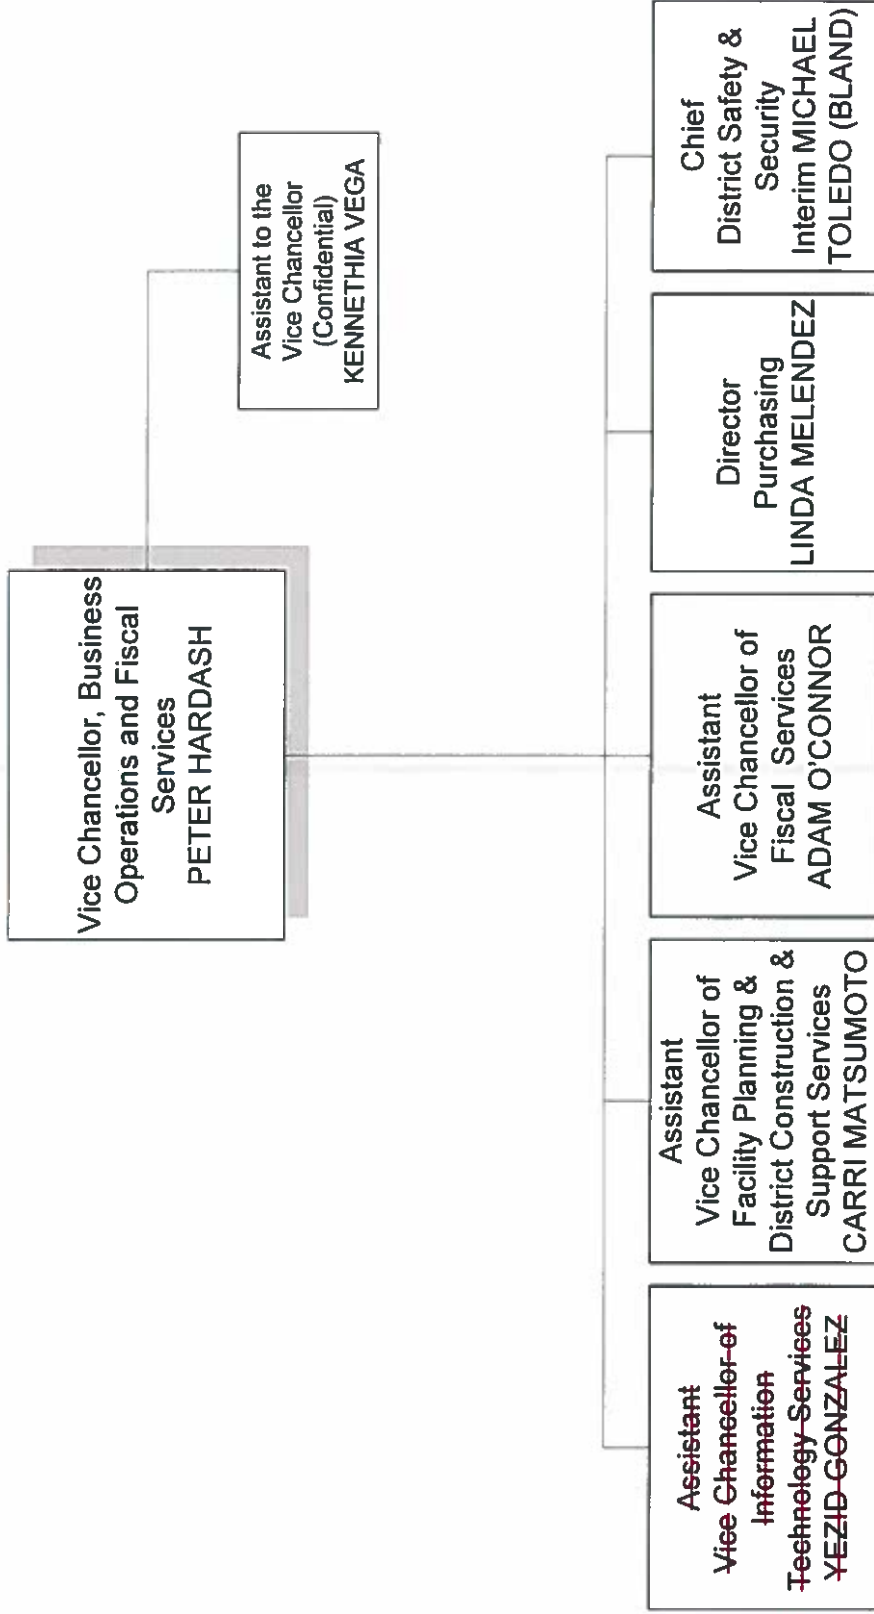 Vice Chancellor, Business
Operations and Fiscal
Services
PETER HARDASH
Assistant to the
Vice Chancellor
(Confidential)
KENNETHIA VEGA
Assistant
Vice Chancellor of
Information
Technology Services
YEZID GONZALEZ
Assistant
Vice Chancellor of
Facility Planning &
District Construction &
Support Services
CARRI MATSUMOTO
Assistant
Vice Chancellor of
Fiscal Services
ADAM O'CONNOR
Director
Purchasing
LINDA MELENDEZ
Chief
District Safety &
Security
Interim MICHAEL
TOLEDO (BLAND)